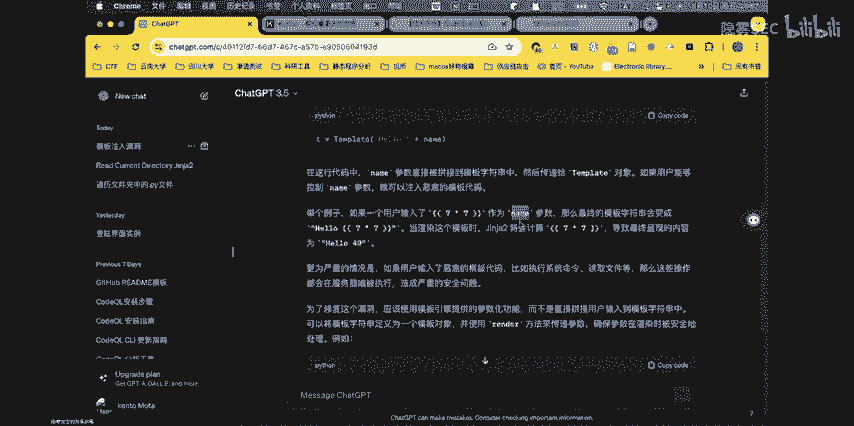 Chrome 文件 编辑 视图 历史记录 书签 个人资料 标签页 窗口 帮助
bilibili
ChatGPT
CTF 云南大学 四川大学 渗透测试 科研工具 静态程序分析 macos好物推荐 供应链攻击 首页 - YouTube Electronic Library.... 所有书签
New chat
ChatGPT 3.5
Today
模板注入漏洞
Read Current Directory Jinja2
遍历文件夹中的.py文件
Yesterday
登陆界面实例
Previous 7 Days
GitHub README模板
CodeQL安装步骤
CodeQL 安装指南
CodeQL CLI 更新指南
Upgrade plan
Get GPT-4, DALL·E, and more
kento Mota
python
Copy code
t = Template( + name)
在这行代码中，`name` 参数直接被拼接到模板字符串中，然后传递给 `Template` 对象。如果用户能够
控制 `name` 参数，就可以注入恶意的模板代码。
举个例子，如果一个用户输入了 `{{ 7 * 7 }}` 作为 `name` 参数，那么最终的模板字符串会变成
`"Hello {{ 7 * 7 }}"`。当渲染这个模板时，Jinja2 将会计算 `{{ 7 * 7 }}`，导致最终呈现的内容
为 `"Hello 49"`。
更为严重的情况是，如果用户输入了恶意的模板代码，比如执行系统命令、读取文件等，那么这些操作
都会在服务器端被执行，造成严重的安全问题。
为了修复这个漏洞，应该使用模板引擎提供的参数化功能，而不是直接拼接用户输入到模板字符串中。
可以将模板字符串定义为一个模板对象，并使用 `render` 方法来传递参数，确保参数在渲染时被安全地
处理。例如：
python
Copy code
Message ChatGPT
ChatGPT can make mistakes. Consider checking important information.
?